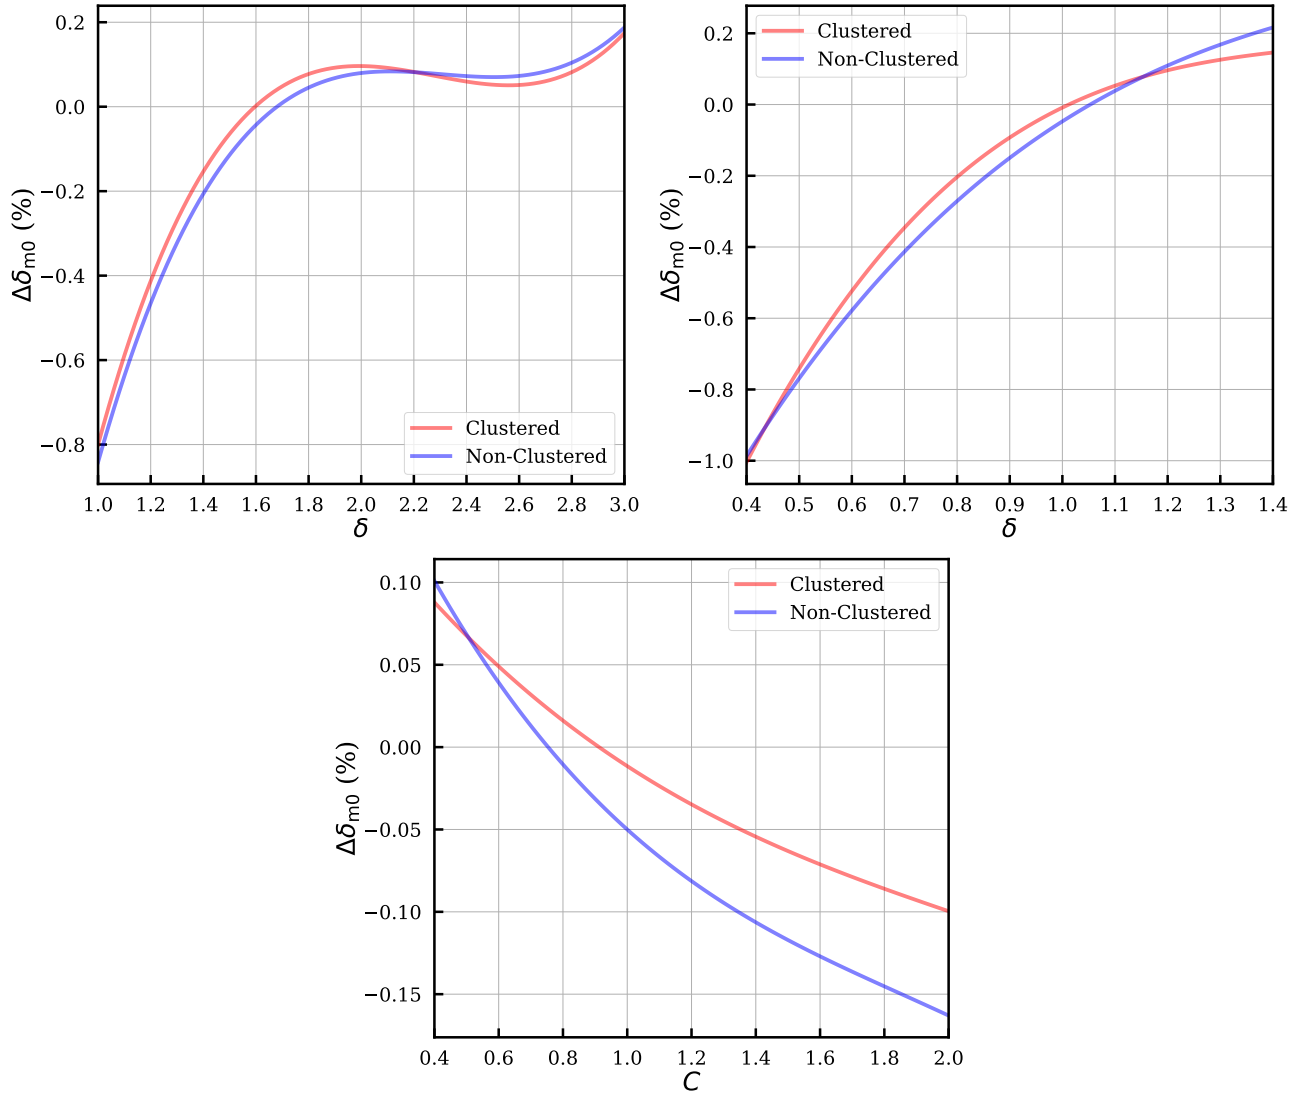 0.2
0.0
−0.2
−0.4
−0.6
−0.8
Δδm0 (%)
Clustered
Non-Clustered
1.0 1.2 1.4 1.6 1.8 2.0 2.2 2.4 2.6 2.8 3.0
δ
Clustered
Non-Clustered
0.2
0.0
−0.2
−0.4
−0.6
−0.8
−1.0
Δδm0 (%)
0.4 0.5 0.6 0.7 0.8 0.9 1.0 1.1 1.2 1.3 1.4
δ
Clustered
Non-Clustered
0.10
0.05
0.00
−0.05
−0.10
−0.15
Δδm0 (%)
0.4 0.6 0.8 1.0 1.2 1.4 1.6 1.8 2.0
C